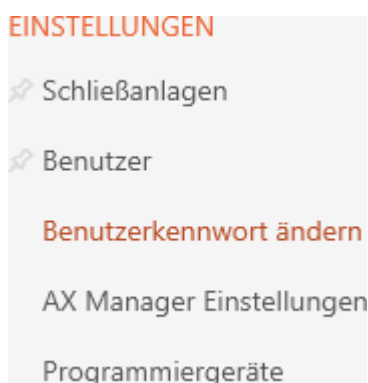 EINSTELLUNGEN
Schließanlagen
Benutzer
Benutzerkennwort ändern
AX Manager Einstellungen
Programmiergeräte